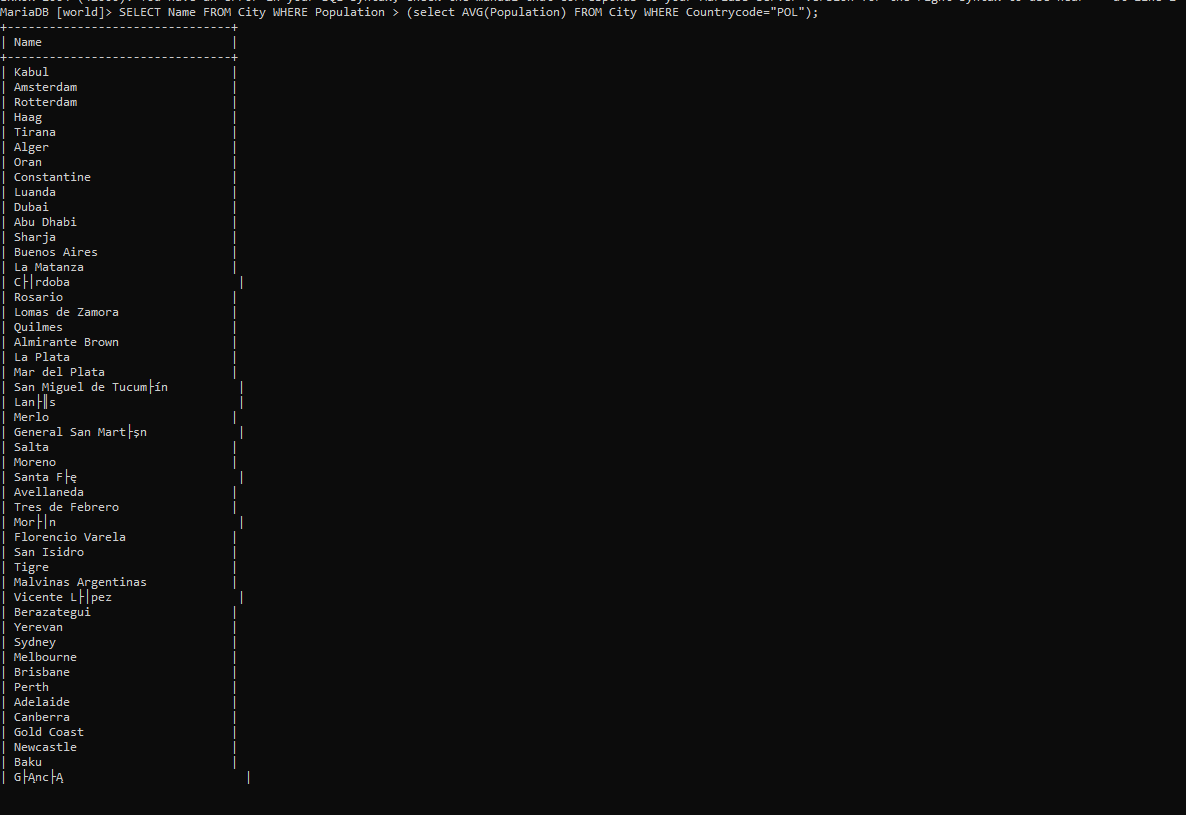 MariaDB [world]> SELECT Name FROM City WHERE Population > (select AVG(Population) FROM City WHERE Countrycode="POL");
+--------------------------------+
| Name                           |
+--------------------------------+
| Kabul                          |
| Amsterdam                      |
| Rotterdam                      |
| Haag                           |
| Tirana                         |
| Alger                          |
| Oran                           |
| Constantine                    |
| Luanda                         |
| Dubai                          |
| Abu Dhabi                      |
| Sharja                         |
| Buenos Aires                   |
| La Matanza                     |
| C├│rdoba                        |
| Rosario                        |
| Lomas de Zamora                |
| Quilmes                        |
| Almirante Brown                |
| La Plata                       |
| Mar del Plata                  |
| San Miguel de Tucum├ín          |
| Lan├║s                          |
| Merlo                          |
| General San Mart├şn             |
| Salta                          |
| Moreno                         |
| Santa F├ę                       |
| Avellaneda                     |
| Tres de Febrero                |
| Mor├│n                          |
| Florencio Varela               |
| San Isidro                     |
| Tigre                          |
| Malvinas Argentinas            |
| Vicente L├│pez                  |
| Berazategui                    |
| Yerevan                        |
| Sydney                         |
| Melbourne                      |
| Brisbane                       |
| Perth                          |
| Adelaide                       |
| Canberra                       |
| Gold Coast                     |
| Newcastle                      |
| Baku                           |
| G├Ąnc├Ą                          |